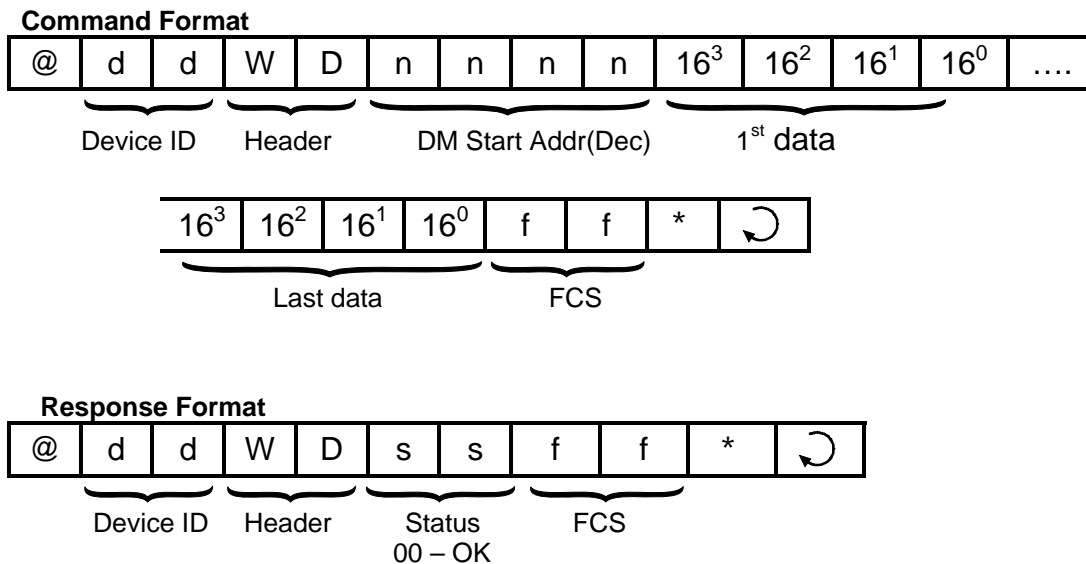 Command Format
@ d d W D n n n n 16³ 16² 16¹ 16⁰ ....
Device ID Header DM Start Addr(Dec) 1st data
16³ 16² 16¹ 16⁰ f f *
Last data FCS
Response Format
@ d d W D s s f f *
Device ID Header Status FCS
00 – OK